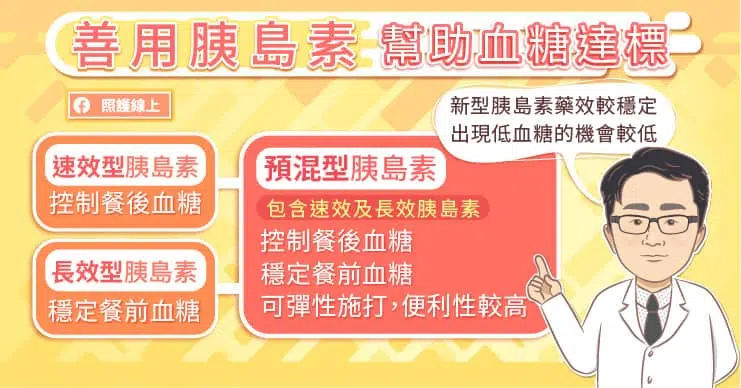 善用胰島素 幫助血糖達標
照護線上
新型胰島素藥效較穩定
出現低血糖的機會較低
速效型胰島素
控制餐後血糖
長效型胰島素
穩定餐前血糖
預混型胰島素
包含速效及長效胰島素
控制餐後血糖
穩定餐前血糖
可彈性施打，便利性較高